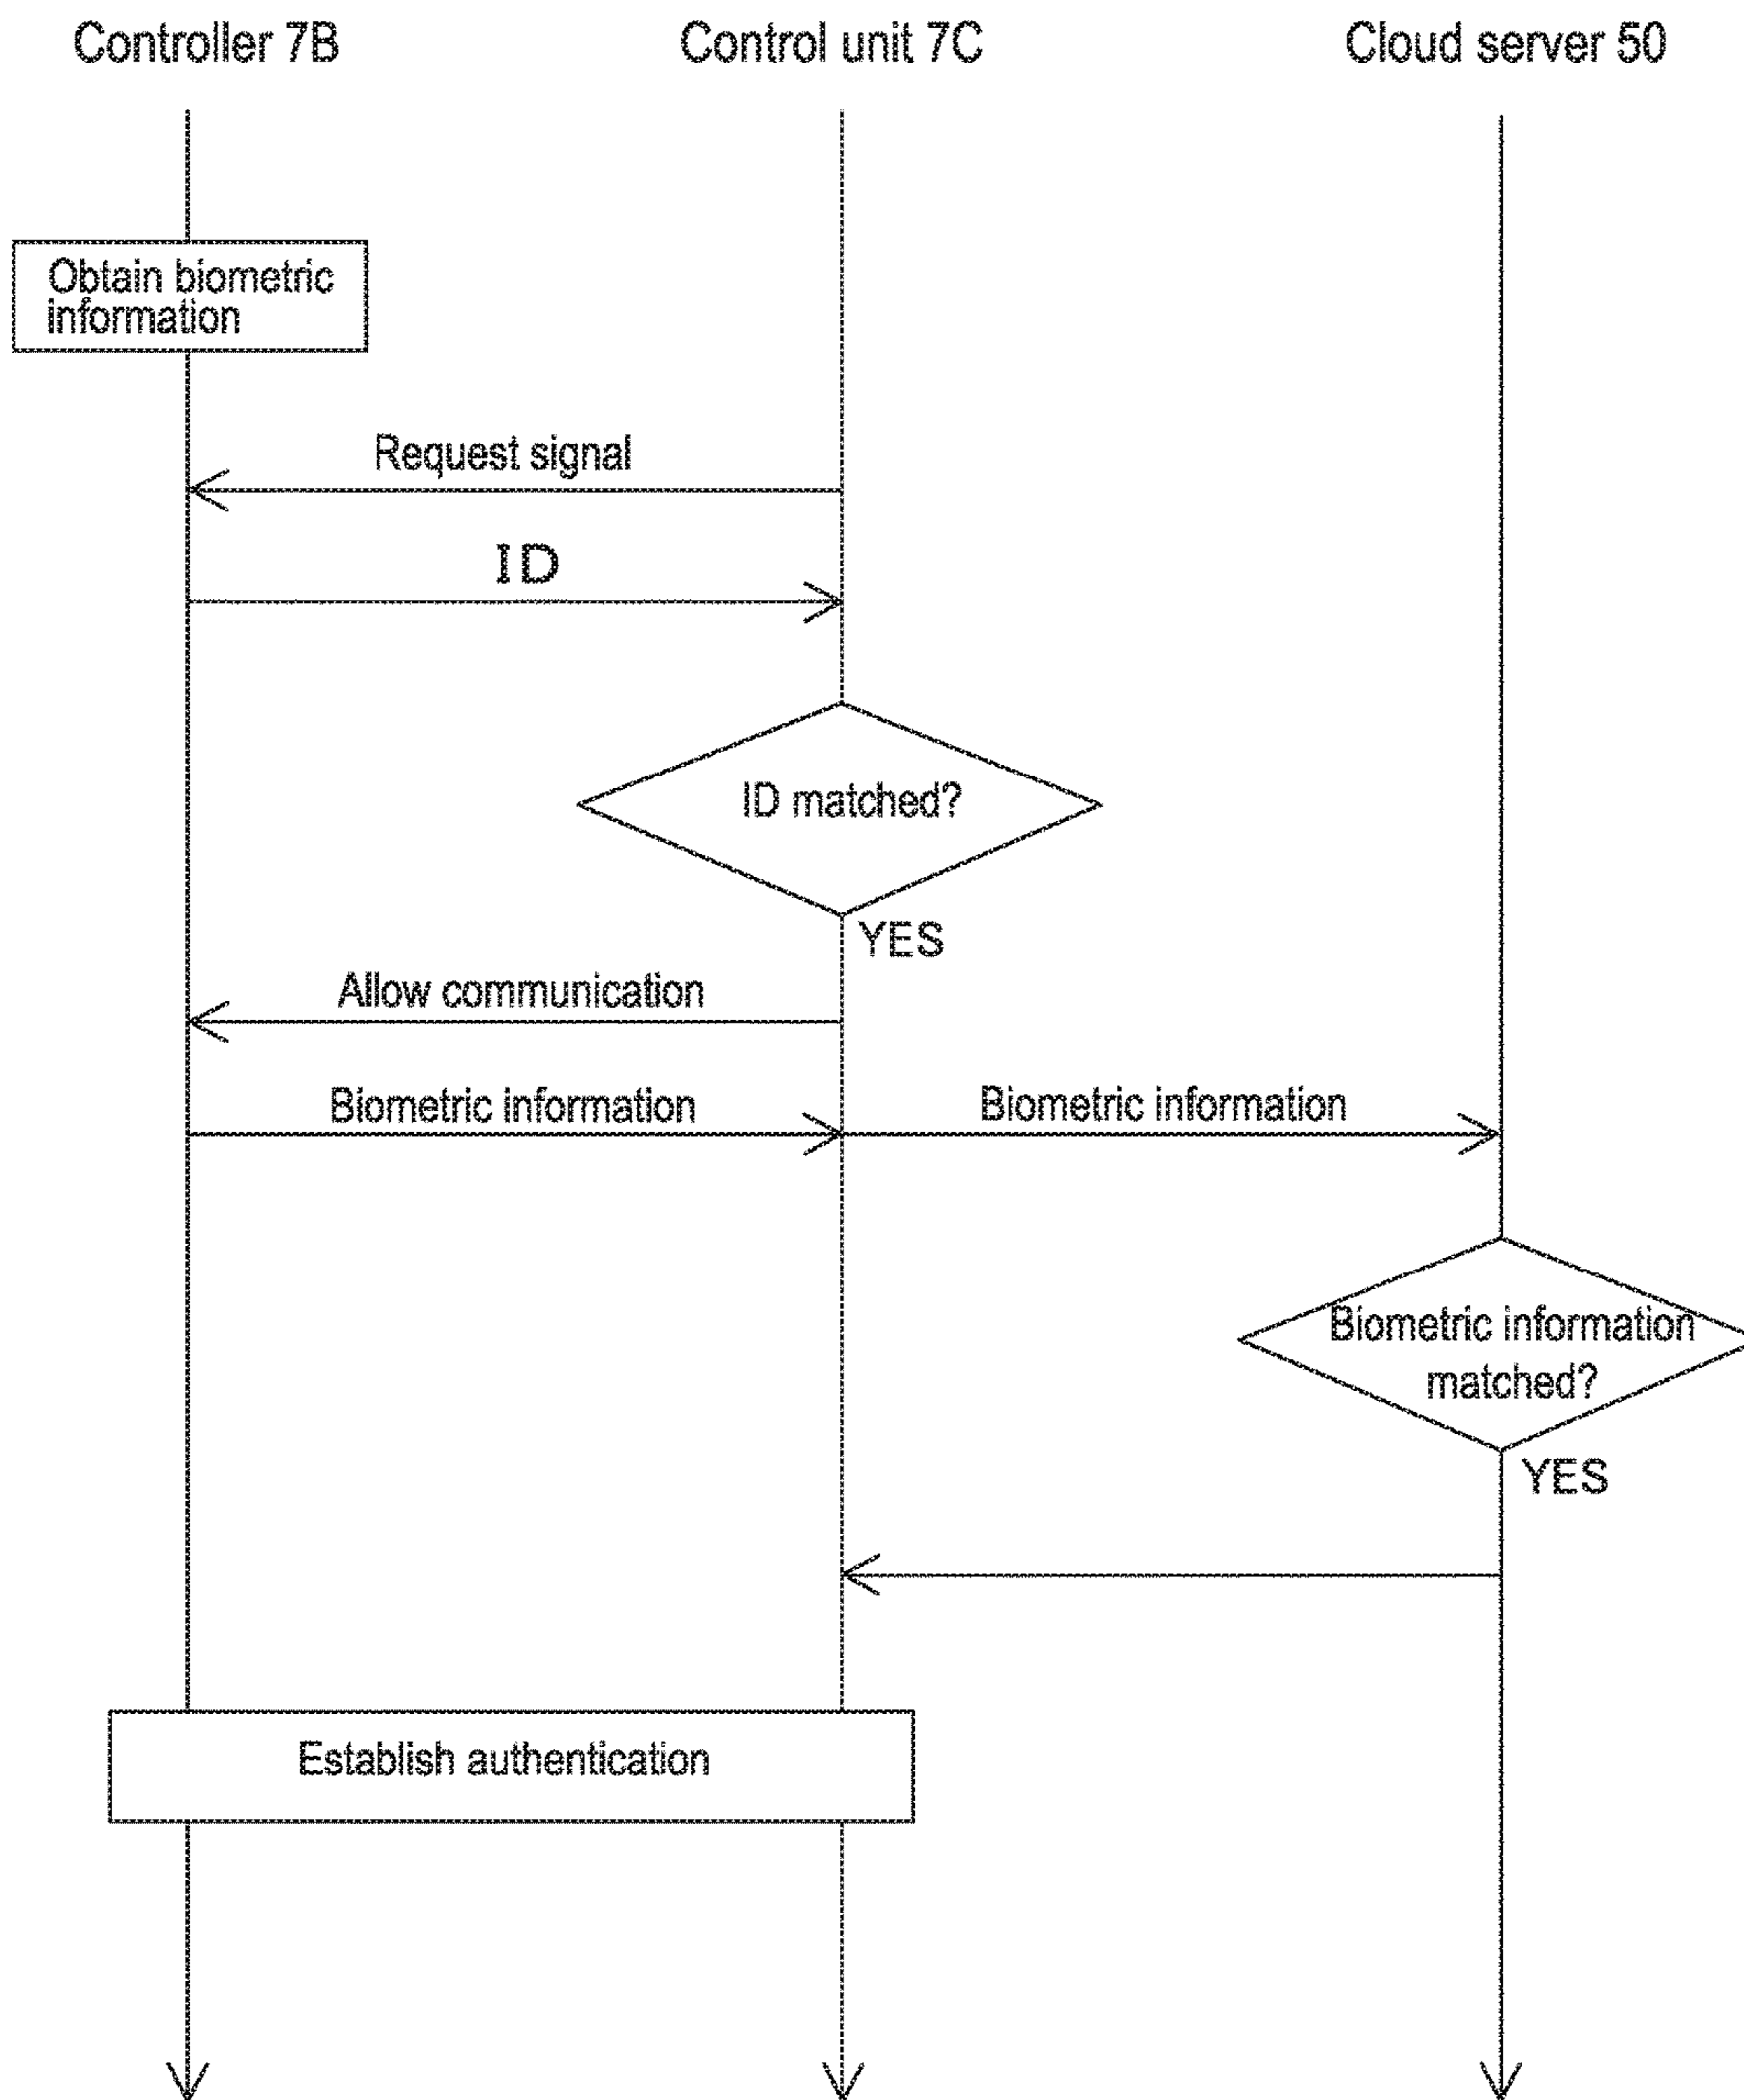 Controller 7B
Control unit 7C
Cloud server 50
Obtain biometric
information
Request signal
ID
ID matched?
YES
Allow communication
Biometric information
Biometric information
Biometric information
matched?
YES
Establish authentication